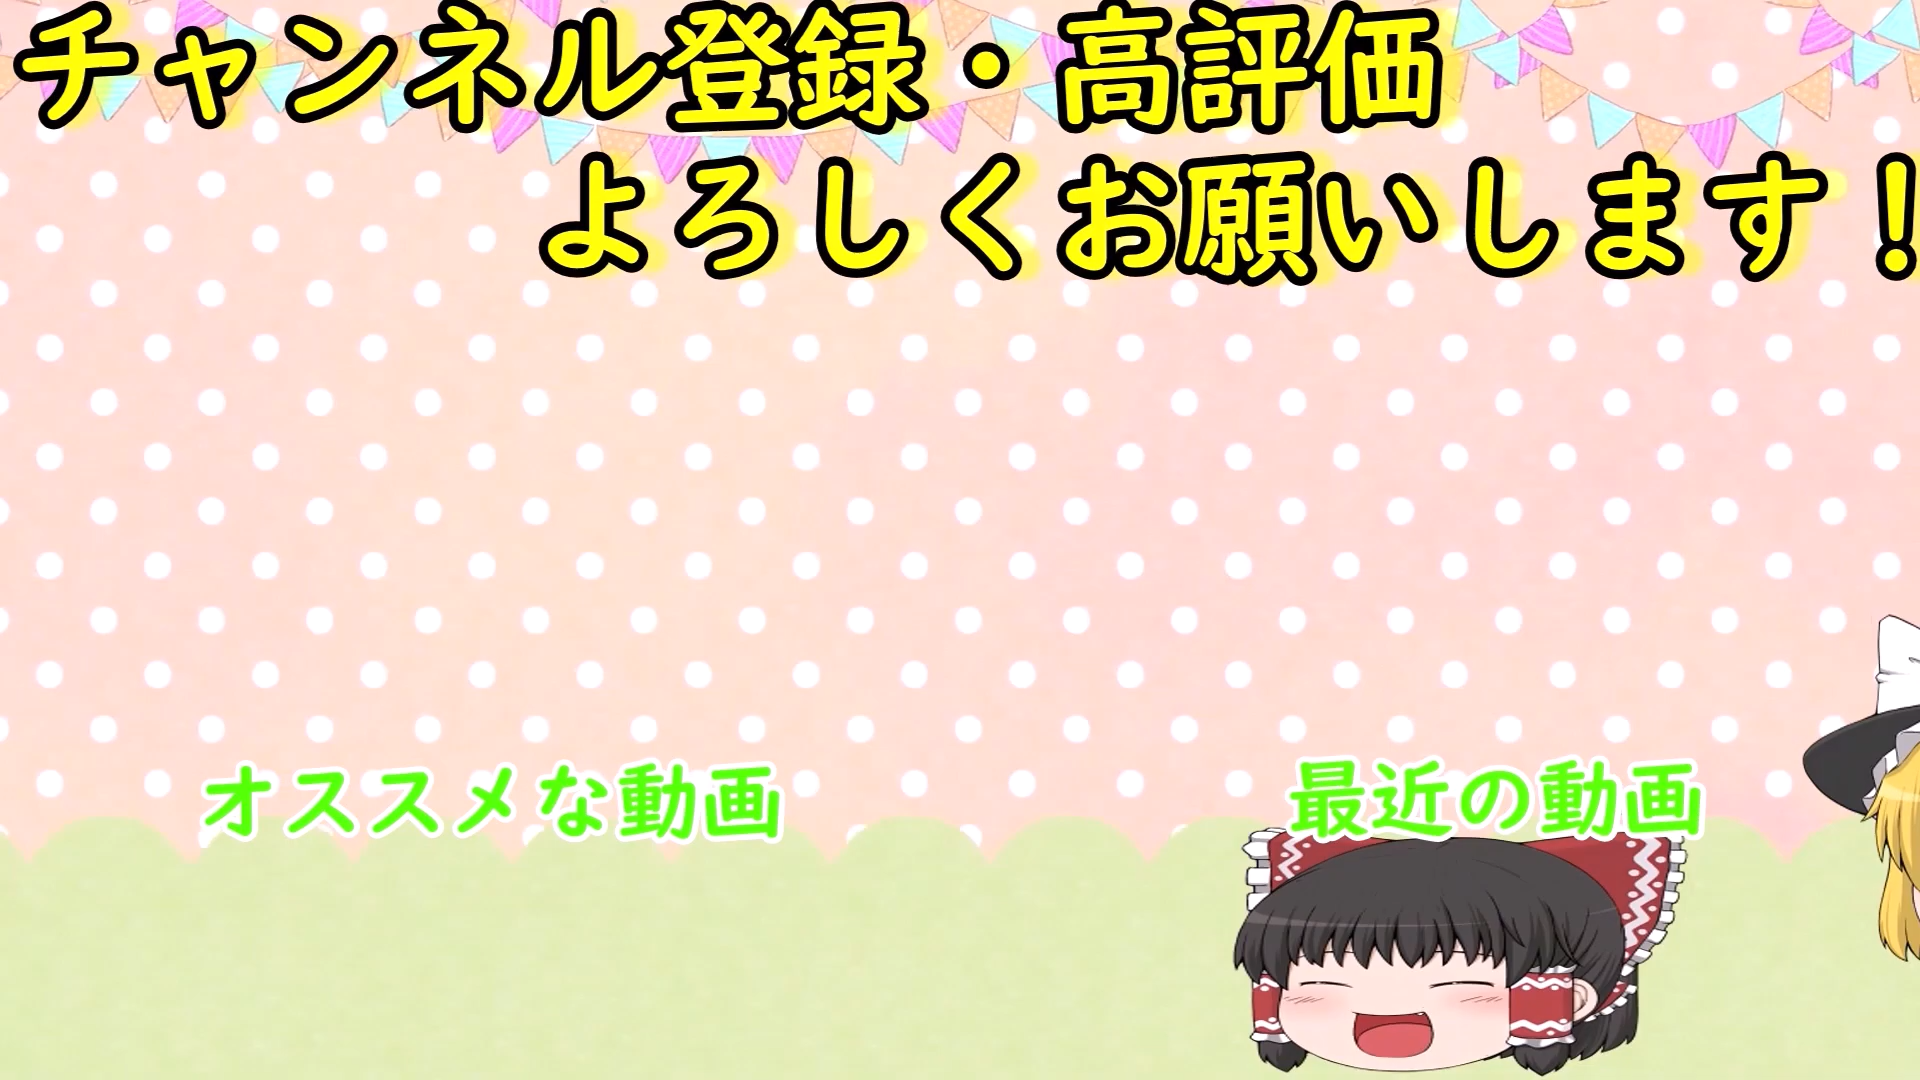 チャンネル登録・高評価
よろしくお願いします！
オススメな動画
最近の動画